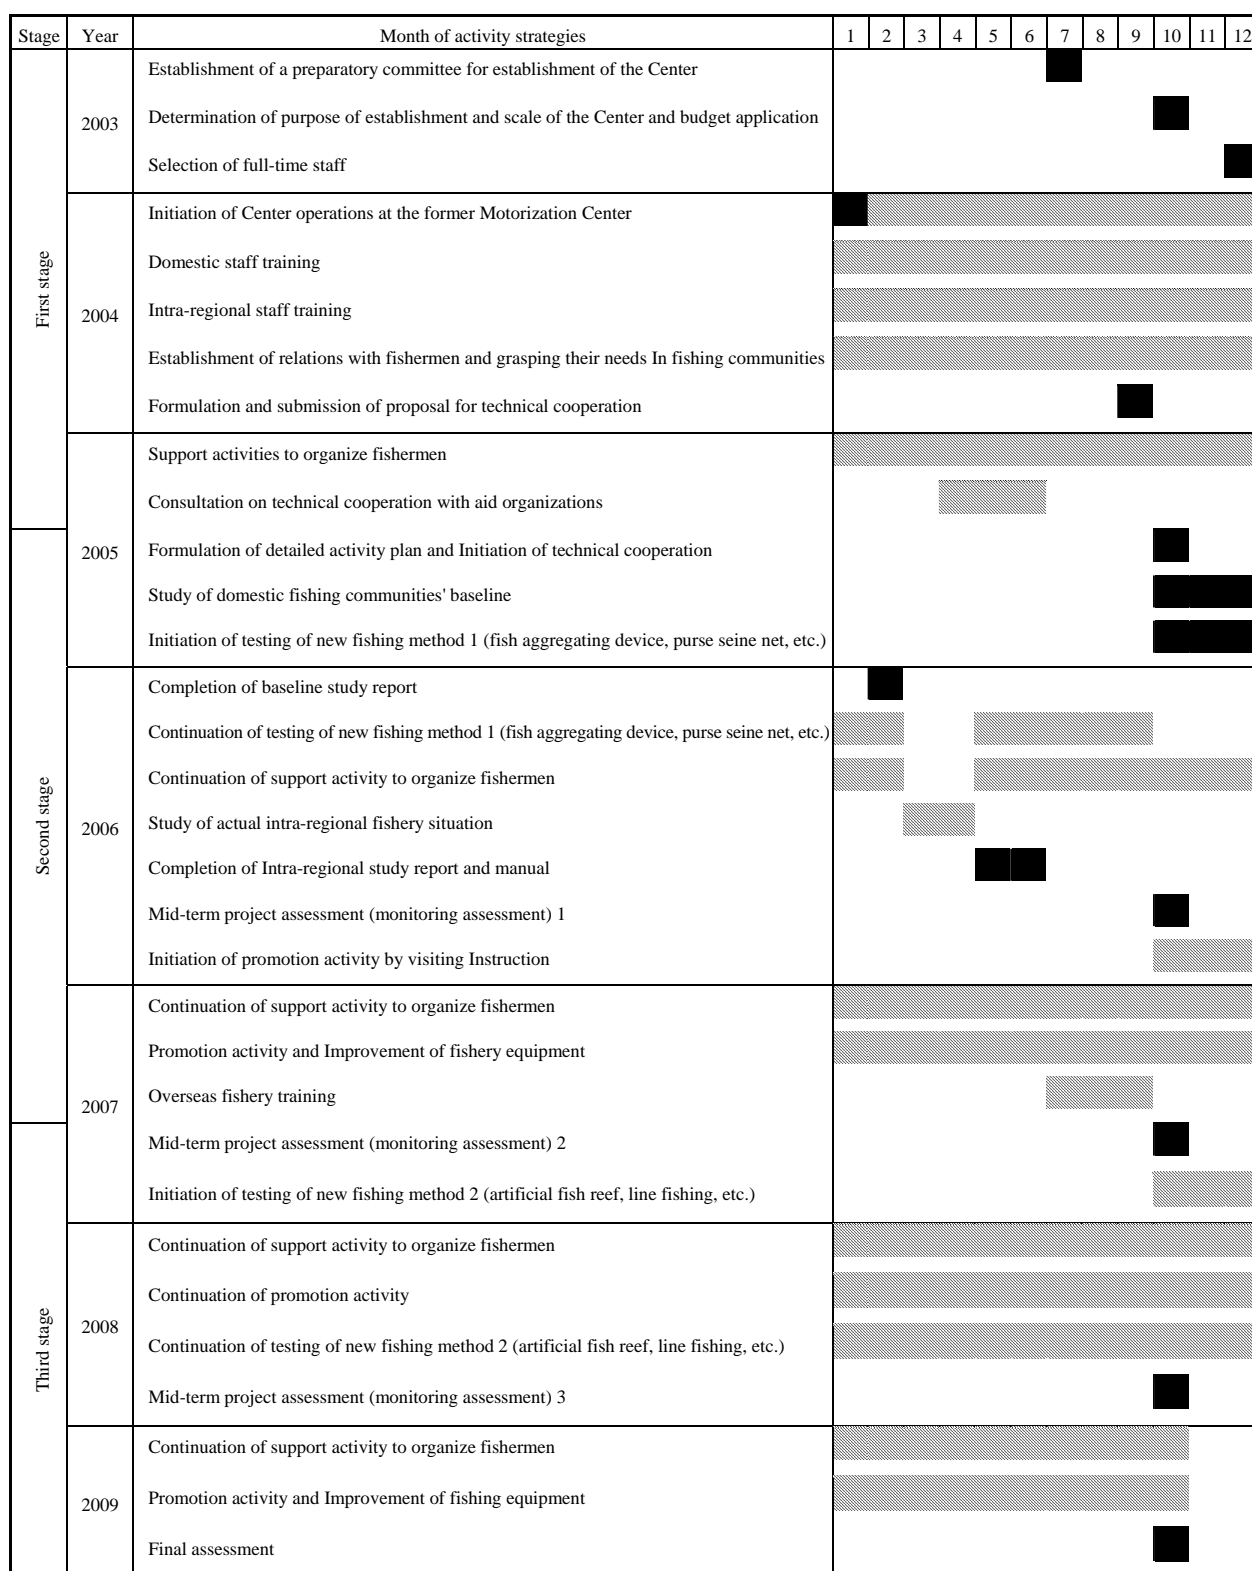 Stage Year Month of activity strategies 1 2 3 4 5 6 7 8 9 10 11 12
First stage
2003
Establishment of a preparatory committee for establishment of the Center
Determination of purpose of establishment and scale of the Center and budget application
Selection of full-time staff
2004
Initiation of Center operations at the former Motorization Center
Domestic staff training
Intra-regional staff training
Establishment of relations with fishermen and grasping their needs In fishing communities
Formulation and submission of proposal for technical cooperation
2005
Support activities to organize fishermen
Consultation on technical cooperation with aid organizations
Second stage
Formulation of detailed activity plan and Initiation of technical cooperation
Study of domestic fishing communities' baseline
Initiation of testing of new fishing method 1 (fish aggregating device, purse seine net, etc.)
2006
Completion of baseline study report
Continuation of testing of new fishing method 1 (fish aggregating device, purse seine net, etc.)
Continuation of support activity to organize fishermen
Study of actual intra-regional fishery situation
Completion of Intra-regional study report and manual
Mid-term project assessment (monitoring assessment) 1
Initiation of promotion activity by visiting Instruction
2007
Continuation of support activity to organize fishermen
Promotion activity and Improvement of fishery equipment
Overseas fishery training
Third stage
Mid-term project assessment (monitoring assessment) 2
Initiation of testing of new fishing method 2 (artificial fish reef, line fishing, etc.)
2008
Continuation of support activity to organize fishermen
Continuation of promotion activity
Continuation of testing of new fishing method 2 (artificial fish reef, line fishing, etc.)
Mid-term project assessment (monitoring assessment) 3
2009
Continuation of support activity to organize fishermen
Promotion activity and Improvement of fishing equipment
Final assessment